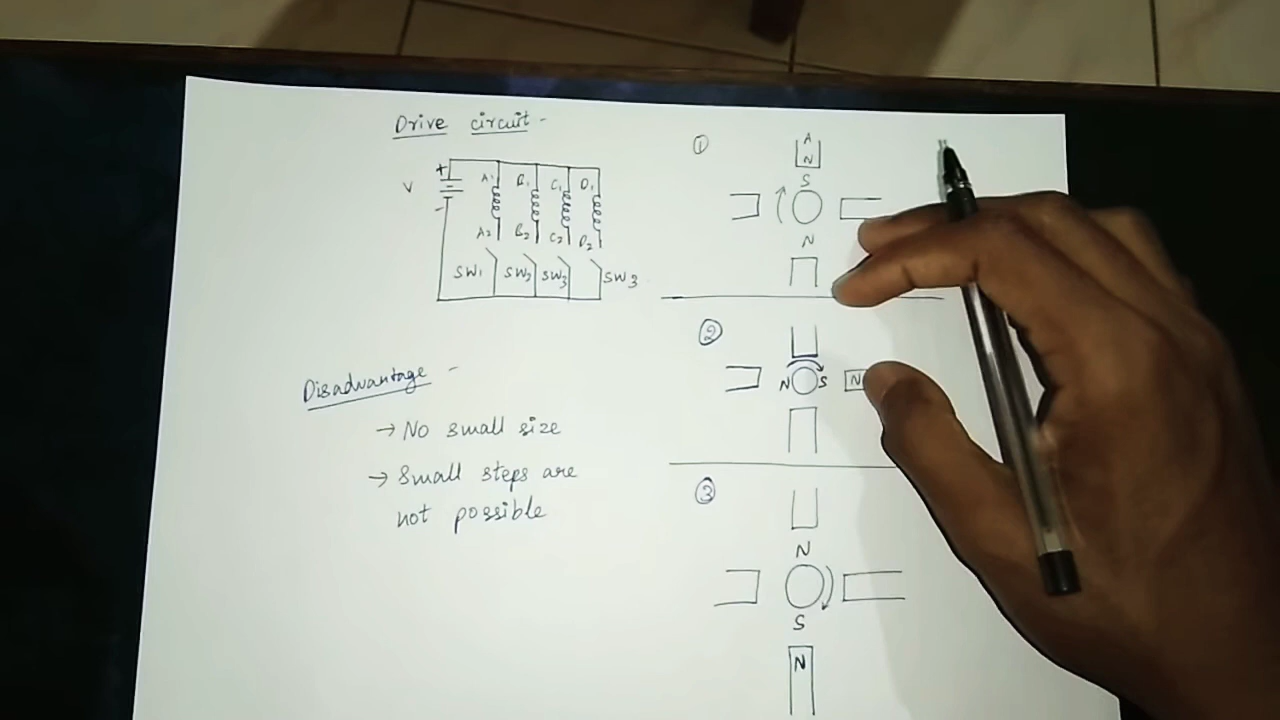 Drive circuit -
+
V
-
A1 B1 C1 D1
A2 B2 C2 D2
SW1 SW2 SW3 SW3
Disadvantage -
→ No small size
→ Small steps are
not possible
①
A
N
S
N
②
N S N
③
N
S
N